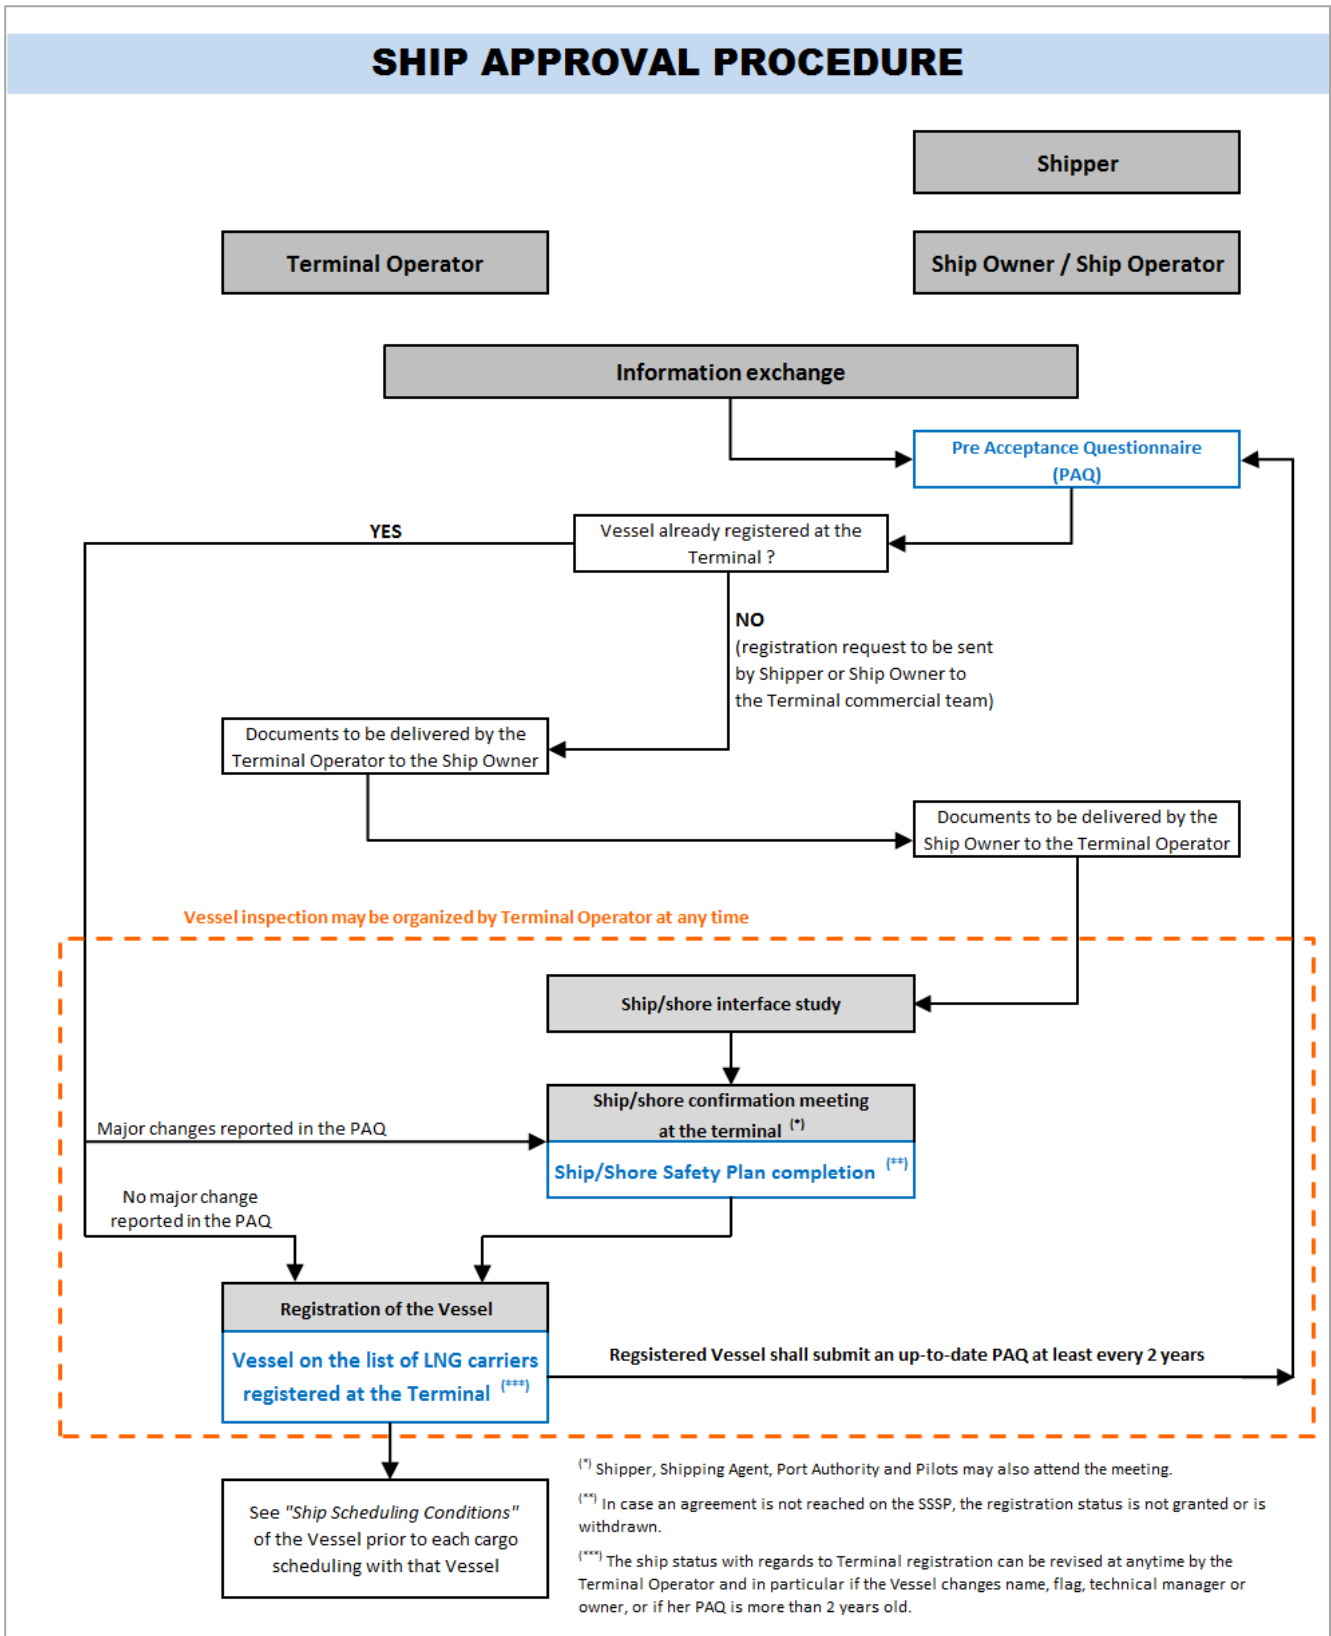 SHIP APPROVAL PROCEDURE
Shipper
Terminal Operator
Ship Owner / Ship Operator
Information exchange
Pre Acceptance Questionnaire
(PAQ)
YES
Vessel already registered at the
Terminal ?
NO
(registration request to be sent
by Shipper or Ship Owner to
the Terminal commercial team)
Documents to be delivered by the
Terminal Operator to the Ship Owner
Documents to be delivered by the
Ship Owner to the Terminal Operator
Vessel inspection may be organized by Terminal Operator at any time
Ship/shore interface study
Ship/shore confirmation meeting
at the terminal (*)
Major changes reported in the PAQ
Ship/Shore Safety Plan completion (**)
No major change
reported in the PAQ
Registration of the Vessel
Vessel on the list of LNG carriers
registered at the Terminal (***)
Regsistered Vessel shall submit an up-to-date PAQ at least every 2 years
See "Ship Scheduling Conditions"
of the Vessel prior to each cargo
scheduling with that Vessel
(*) Shipper, Shipping Agent, Port Authority and Pilots may also attend the meeting.
(**) In case an agreement is not reached on the SSSP, the registration status is not granted or is
withdrawn.
(***) The ship status with regards to Terminal registration can be revised at anytime by the
Terminal Operator and in particular if the Vessel changes name, flag, technical manager or
owner, or if her PAQ is more than 2 years old.